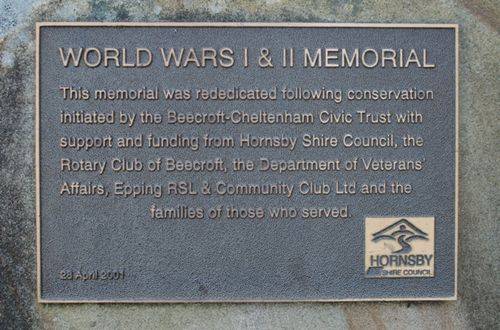 WORLD WARS I & II MEMORIAL
This memorial was rededicated following conservation
initiated by the Beecroft-Cheltenham Civic Trust with
support and funding from Hornsby Shire Council, the
Rotary Club of Beecroft, the Department of Veterans'
Affairs, Epping RSL & Community Club Ltd and the
families of those who served.
28 April 2001
HORNSBY
SHIRE COUNCIL